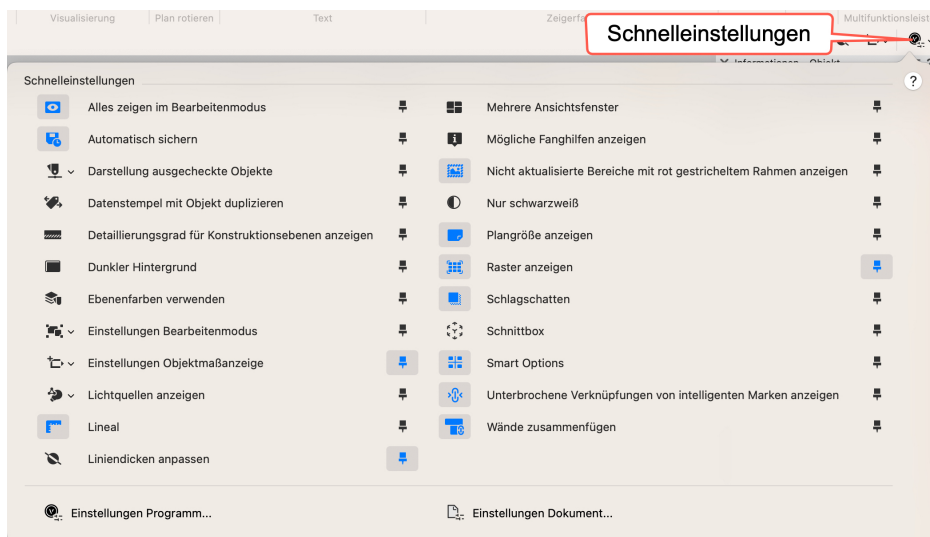 Visualisierung
Plan rotieren
Text
Zeigerfa
Multifunktionsleist
Schnelleinstellungen
Schnelleinstellungen
?
Alles zeigen im Bearbeitenmodus
Automatisch sichern
Darstellung ausgecheckte Objekte
Datenstempel mit Objekt duplizieren
Detaillierungsgrad für Konstruktionsebenen anzeigen
Dunkler Hintergrund
Ebenenfarben verwenden
Einstellungen Bearbeitenmodus
Einstellungen Objektmaßanzeige
Lichtquellen anzeigen
Lineal
Liniendicken anpassen
Mehrere Ansichtsfenster
Mögliche Fanghilfen anzeigen
Nicht aktualisierte Bereiche mit rot gestricheltem Rahmen anzeigen
Nur schwarzweiß
Plangröße anzeigen
Raster anzeigen
Schlagschatten
Schnittbox
Smart Options
Unterbrochene Verknüpfungen von intelligenten Marken anzeigen
Wände zusammenfügen
Einstellungen Programm...
Einstellungen Dokument...